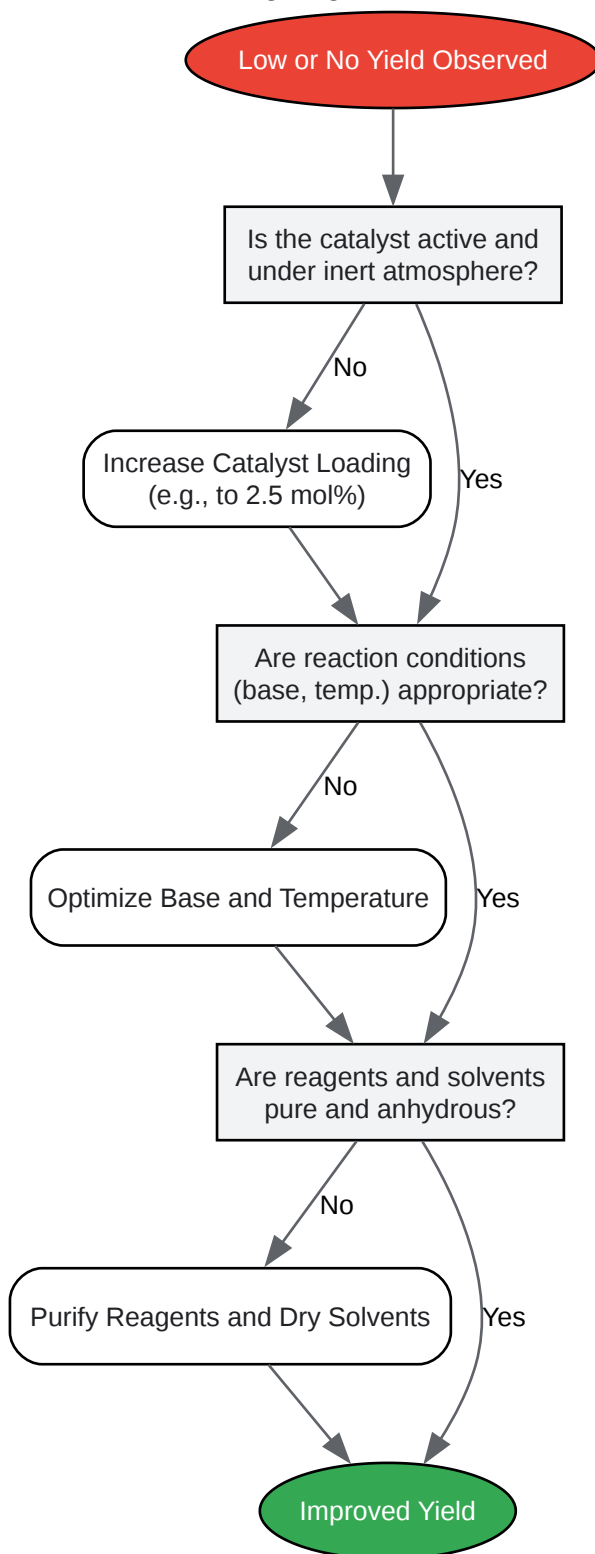 Low or No Yield Observed
Is the catalyst active and
under inert atmosphere?
No
Increase Catalyst Loading
(e.g., to 2.5 mol%)
Yes
Are reaction conditions
(base, temp.) appropriate?
No
Optimize Base and Temperature
Yes
Are reagents and solvents
pure and anhydrous?
No
Purify Reagents and Dry Solvents
Yes
Improved Yield